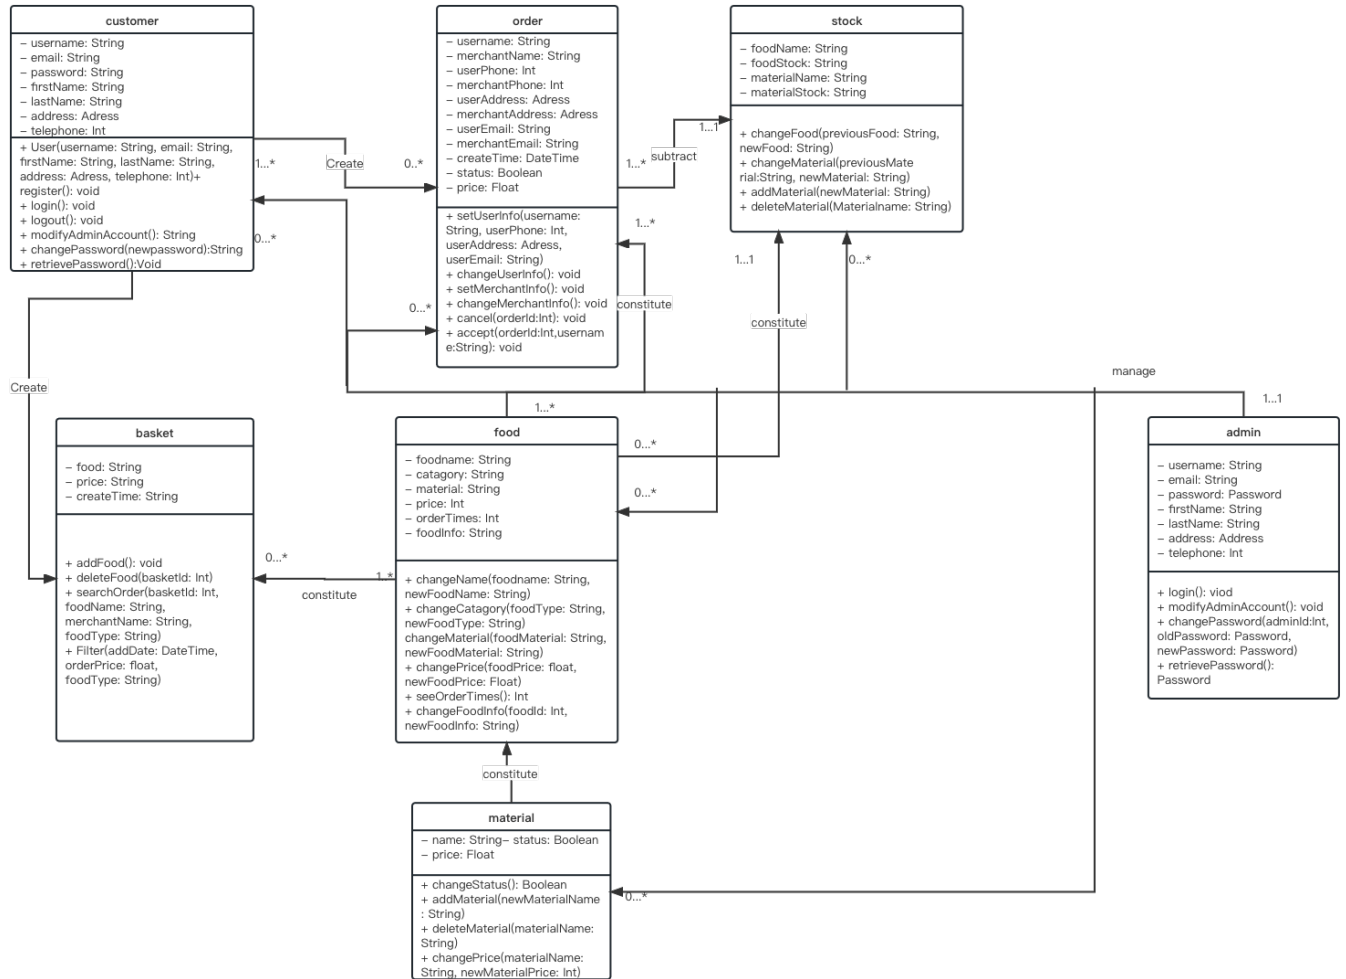 customer
– username: String
– email: String
– password: String
– firstName: String
– lastName: String
– address: Adress
– telephone: Int
+ User(username: String, email: String,
firstName: String, lastName: String,
address: Adress, telephone: Int)+
register(): void
+ login(): void
+ logout(): void
+ modifyAdminAccount(): String
+ changePassword(newpassword):String
+ retrievePassword():Void
1...*
0...*
Create
0..*
order
– username: String
– merchantName: String
– userPhone: Int
– merchantPhone: Int
– userAddress: Adress
– merchantAddress: Adress
– userEmail: String
– merchantEmail: String
– createTime: DateTime
– status: Boolean
– price: Float
+ setUserInfo(username:
String, userPhone: Int,
userAddress: Adress,
userEmail: String)
+ changeUserInfo(): void
+ setMerchantInfo(): void
+ changeMerchantInfo(): void
+ cancel(orderId:Int): void
+ accept(orderId:Int,usernam
e:String): void
0...*
1...*
subtract
1...1
1...*
constitute
stock
– foodName: String
– foodStock: String
– materialName: String
– materialStock: String
+ changeFood(previousFood: String,
newFood: String)
+ changeMaterial(previousMate
rial:String, newMaterial: String)
+ addMaterial(newMaterial: String)
+ deleteMaterial(Materialname: String)
1...1
0...*
constitute
manage
1...1
Create
basket
– food: String
– price: String
– createTime: String
+ addFood(): void
+ deleteFood(basketId: Int)
+ searchOrder(basketId: Int,
foodName: String,
merchantName: String,
foodType: String)
+ Filter(addDate: DateTime,
orderPrice: float,
foodType: String)
0...*
1..*
constitute
1...*
food
– foodname: String
– catagory: String
– material: String
– price: Int
– orderTimes: Int
– foodInfo: String
+ changeName(foodname: String,
newFoodName: String)
+ changeCatagory(foodType: String,
newFoodType: String)
changeMaterial(foodMaterial: String,
newFoodMaterial: String)
+ changePrice(foodPrice: float,
newFoodPrice: Float)
+ seeOrderTimes(): Int
+ changeFoodInfo(foodId: Int,
newFoodInfo: String)
0...*
0...*
admin
– username: String
– email: String
– password: Password
– firstName: String
– lastName: String
– address: Address
– telephone: Int
+ login(): viod
+ modifyAdminAccount(): void
+ changePassword(adminId:Int,
oldPassword: Password,
newPassword: Password)
+ retrievePassword():
Password
constitute
material
– name: String– status: Boolean
– price: Float
+ changeStatus(): Boolean
+ addMaterial(newMaterialName
: String)
+ deleteMaterial(materialName:
String)
+ changePrice(materialName:
String, newMaterialPrice: Int)
0...*